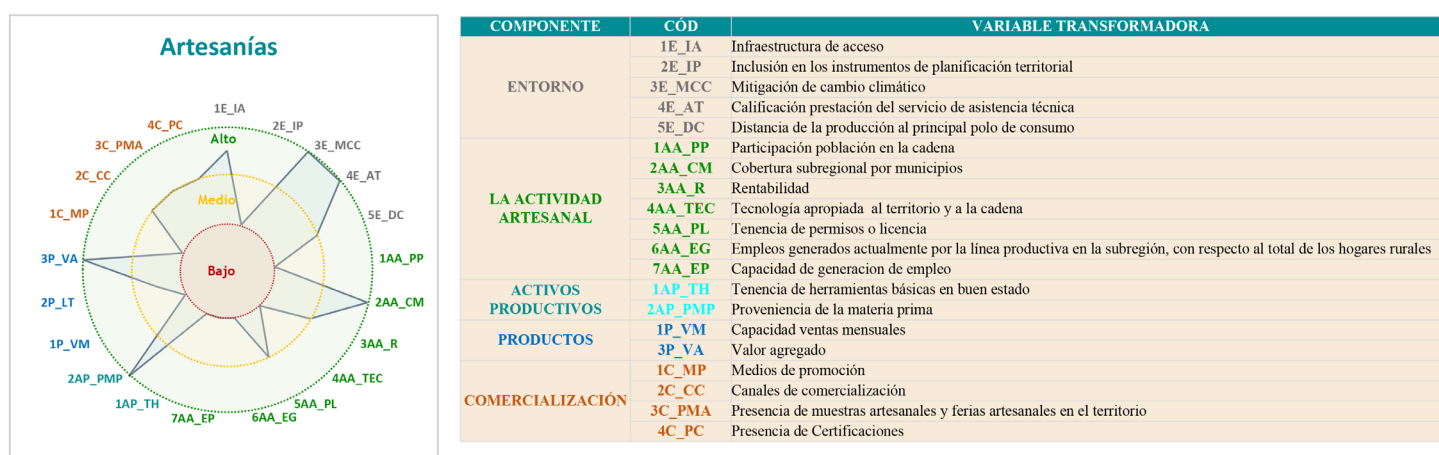 Artesanías
1E_IA
2E_IP
3E_MCC
4E_AT
5E_DC
1AA_PP
2AA_CM
3AA_R
4AA_TEC
5AA_PL
6AA_EG
7AA_EP
1AP_TH
2AP_PMP
1P_VM
2P_LT
3P_VA
1C_MP
2C_CC
3C_PMA
4C_PC
Alto
Medio
Bajo
COMPONENTE CÓD VARIABLE TRANSFORMADORA
ENTORNO
1E_IA Infraestructura de acceso
2E_IP Inclusión en los instrumentos de planificación territorial
3E_MCC Mitigación de cambio climático
4E_AT Calificación prestación del servicio de asistencia técnica
5E_DC Distancia de la producción al principal polo de consumo
LA ACTIVIDAD
ARTESANAL
1AA_PP Participación población en la cadena
2AA_CM Cobertura subregional por municipios
3AA_R Rentabilidad
4AA_TEC Tecnología apropiada al territorio y a la cadena
5AA_PL Tenencia de permisos o licencia
6AA_EG Empleos generados actualmente por la línea productiva en la subregión, con respecto al total de los hogares rurales
7AA_EP Capacidad de generacion de empleo
ACTIVOS
PRODUCTIVOS
1AP_TH Tenencia de herramientas básicas en buen estado
2AP_PMP Proveniencia de la materia prima
PRODUCTOS
1P_VM Capacidad ventas mensuales
3P_VA Valor agregado
COMERCIALIZACIÓN
1C_MP Medios de promoción
2C_CC Canales de comercialización
3C_PMA Presencia de muestras artesanales y ferias artesanales en el territorio
4C_PC Presencia de Certificaciones